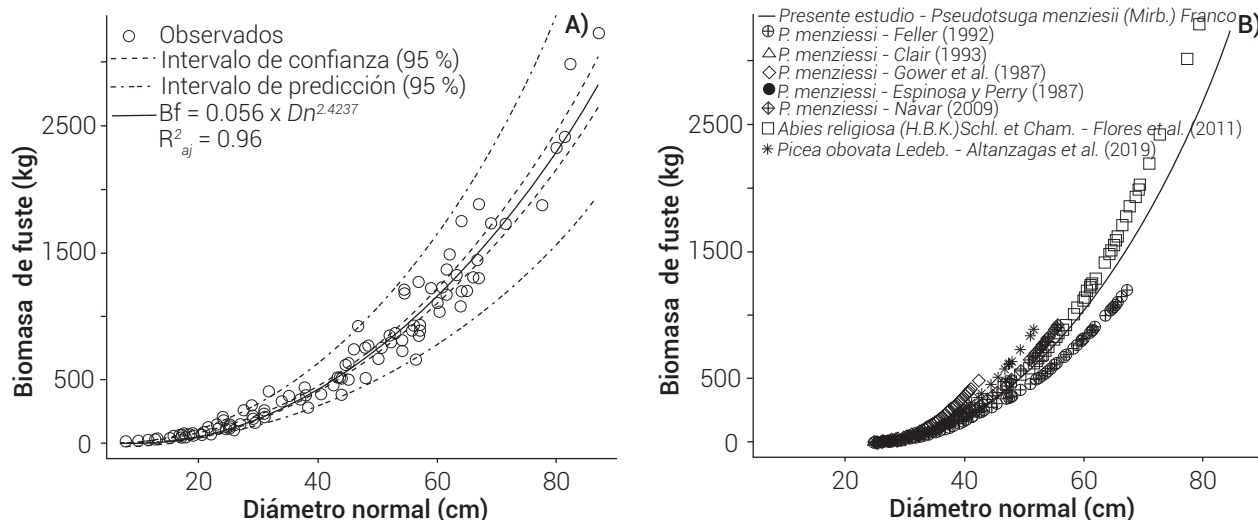 A)
Observados
Intervalo de confianza (95 %)
Intervalo de predicción (95 %)
Bf = 0.056 x Dn^2.4237
R²aj = 0.96
Biomasa de fuste (kg)
2500
1500
500
0
20 40 60 80
Diámetro normal (cm)
B)
Presente estudio - Pseudotsuga menziesii (Mirb.) Franco
P. menziessi - Feller (1992)
P. menziessi - Clair (1993)
P. menziessi - Gower et al. (1987)
P. menziessi - Espinosa y Perry (1987)
P. menziessi - Návar (2009)
Abies religiosa (H.B.K.)Schl. et Cham. - Flores et al. (2011)
Picea obovata Ledeb. - Altanzagas et al. (2019)
Biomasa de fuste (kg)
2500
1500
500
0
20 40 60 80
Diámetro normal (cm)